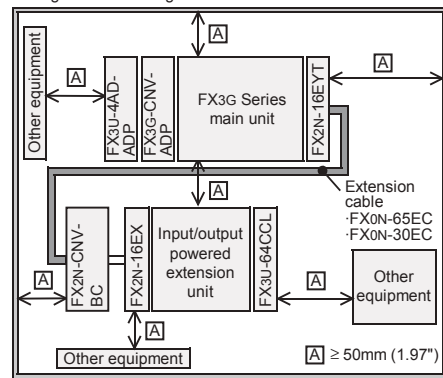 A
Other equipment
A
FX3U-4AD-
ADP
FX3G-CNV-
ADP
FX3G Series
main unit
FX2N-16EYT
A
A
Extension
cable
·FX0N-65EC
·FX0N-30EC
A
FX2N-CNV-
BC
FX2N-16EX
Input/output
powered
extension
unit
FX3U-64CCL
A
Other
equipment
A
Other equipment
A ≥ 50mm (1.97")